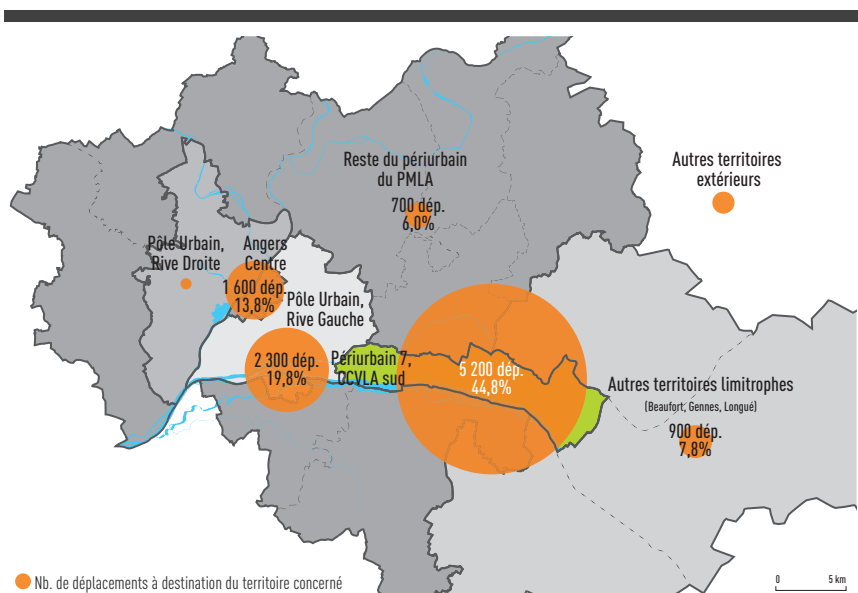 Reste du périurbain
du PMLA
700 dép.
6,0%
Autres territoires
extérieurs
Pôle Urbain,
Rive Droite
Angers
Centre
1 600 dép.
13,8%
Pôle Urbain,
Rive Gauche
2 300 dép.
19,8%
Périurbain 7,
CCVLA sud
5 200 dép.
44,8%
Autres territoires limitrophes
(Beaufort, Gennes, Longué)
900 dép.
7,8%
Nb. de déplacements à destination du territoire concerné
0 5 km